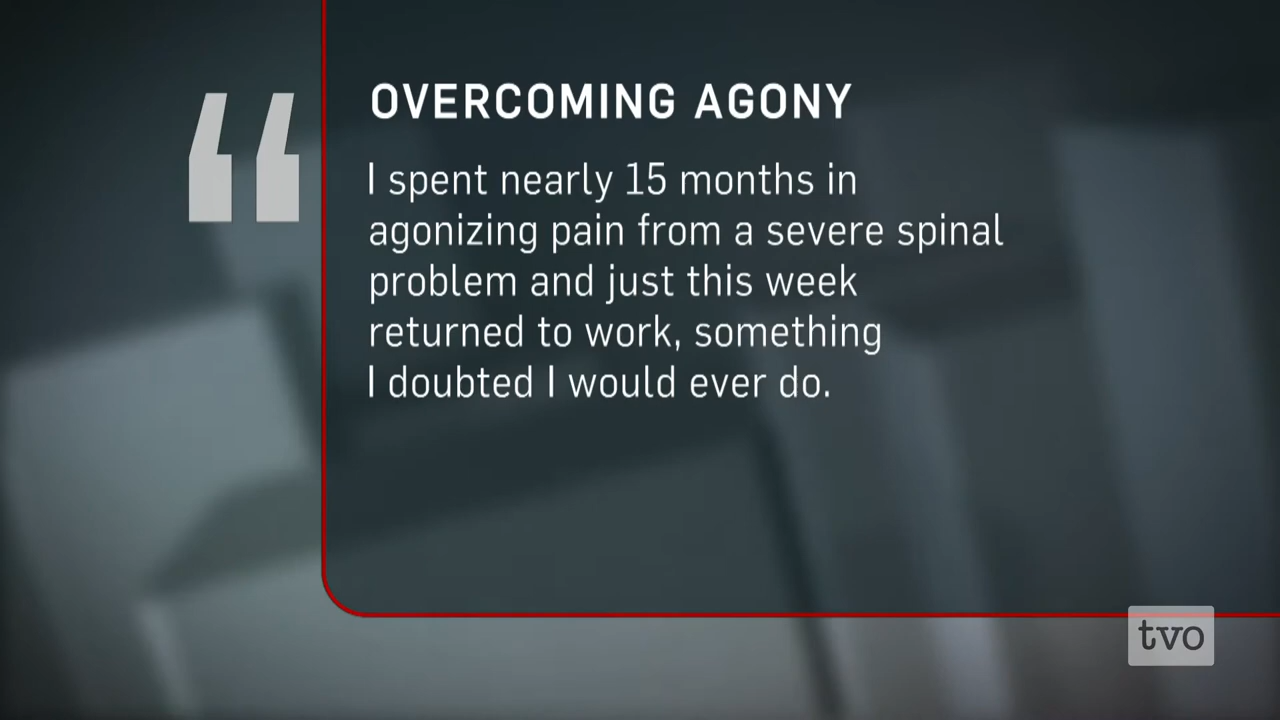 “
OVERCOMING AGONY
I spent nearly 15 months in
agonizing pain from a severe spinal
problem and just this week
returned to work, something
I doubted I would ever do.
tvo